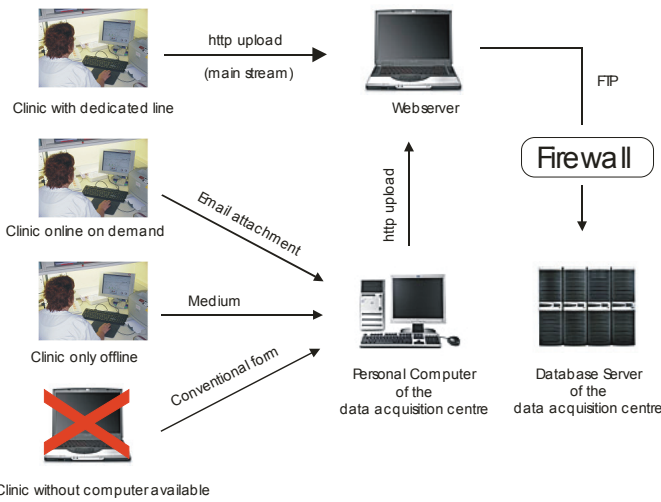 http upload
(main stream)
Clinic with dedicated line
Webserver
FTP
Firewall
Clinic online on demand
Email attachment
http upload
Medium
Clinic only offline
Conventional form
Personal Computer
of the
data acquisition centre
Database Server
of the
data acquisition centre
Clinic without computer available